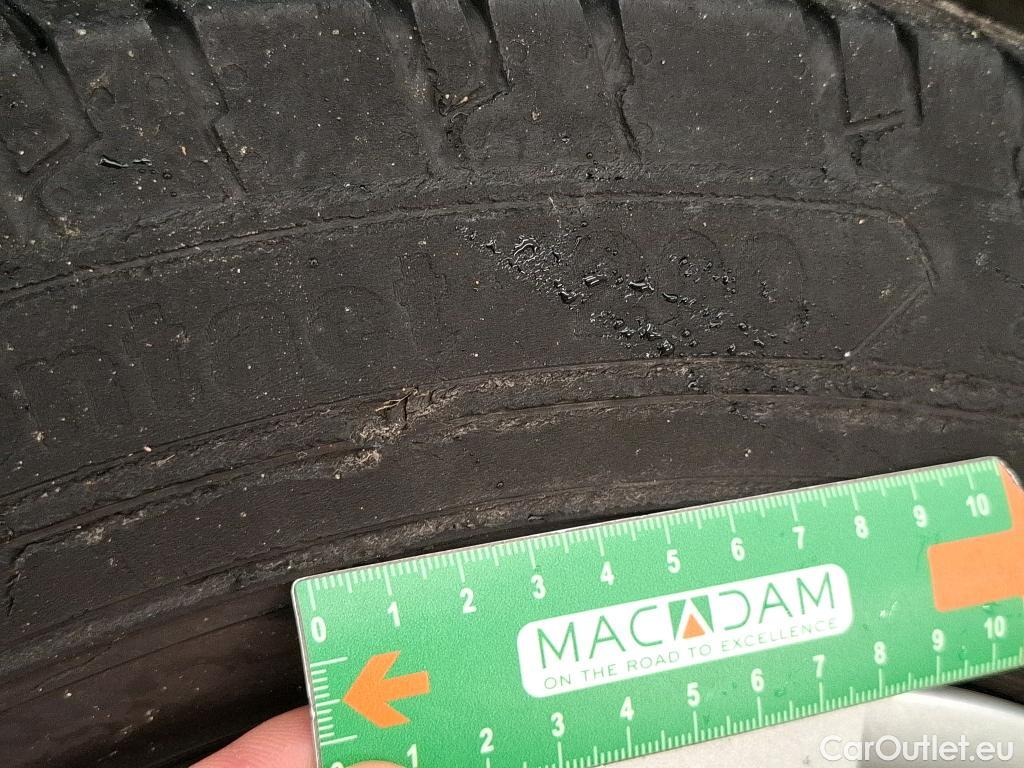 0 1 2 3 4 5 6 7 8 9 10
MACADAM
ON THE ROAD TO EXCELLENCE
1 2 3 4 5 6 7 8 9 10
CarOutlet.eu